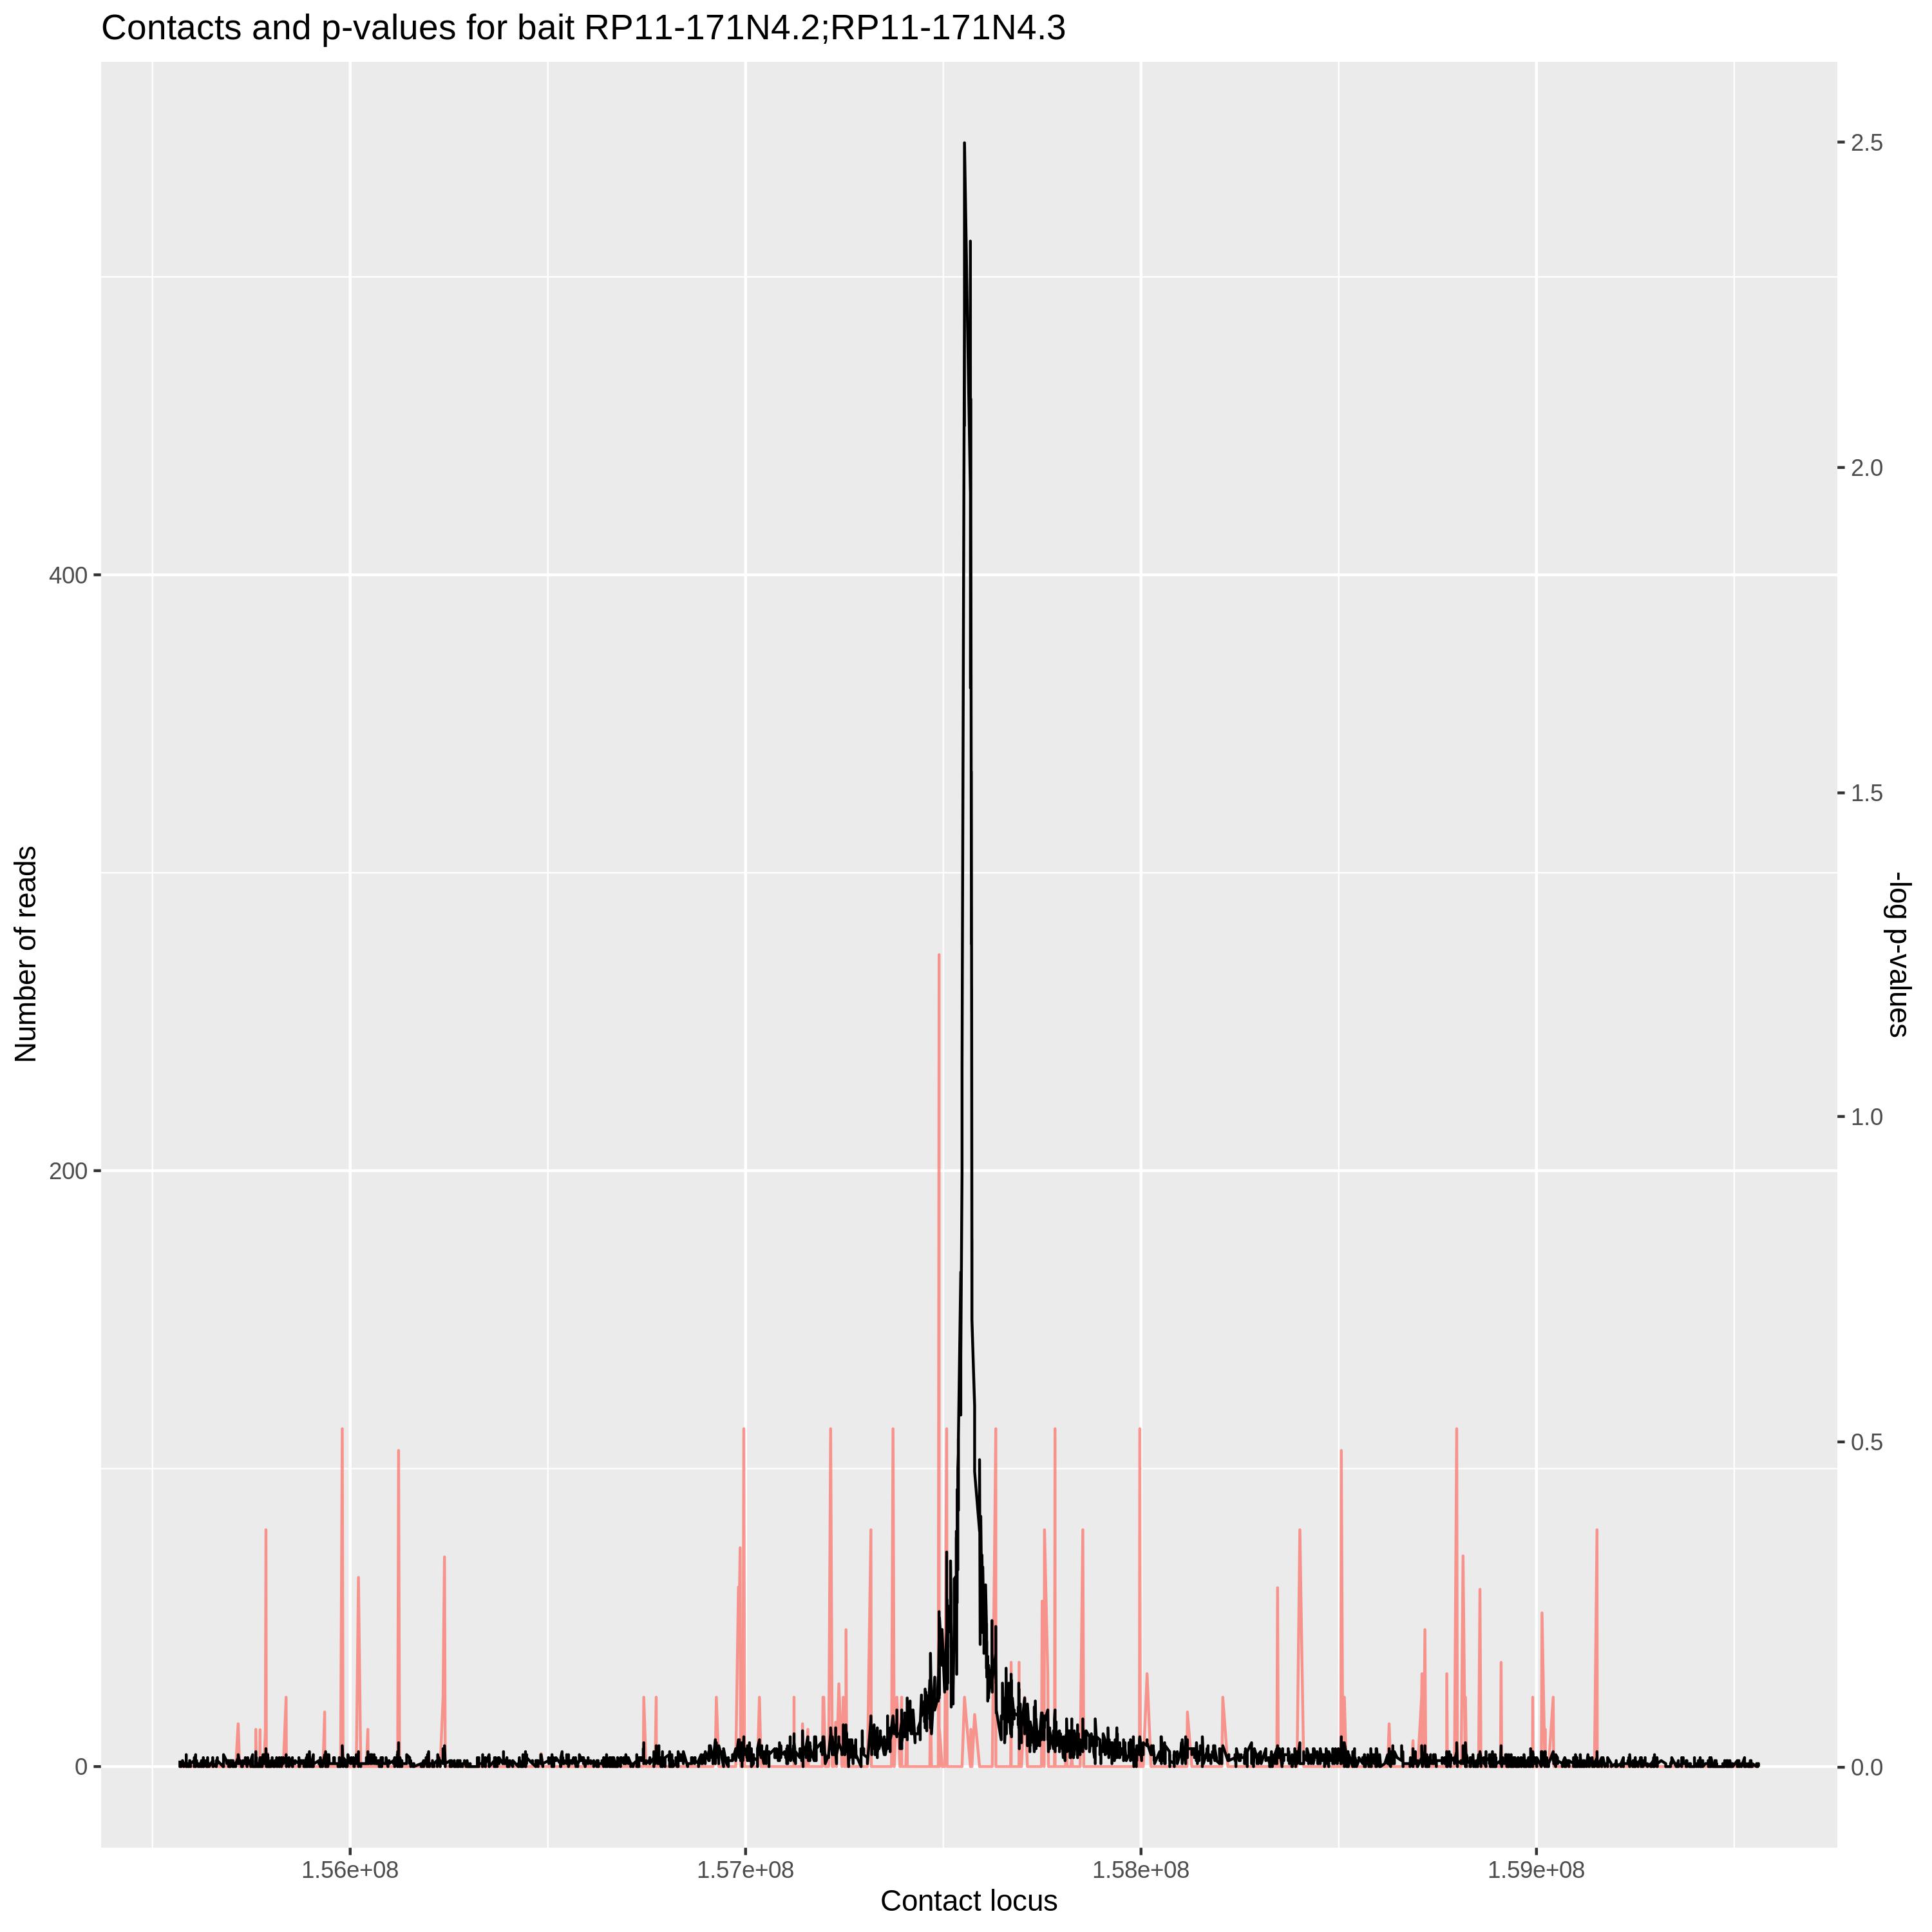 Contacts and p-values for bait RP11-171N4.2;RP11-171N4.3
Number of reads
400
200
0
2.5
2.0
1.5
1.0
0.5
0.0
-log p-values
1.56e+08 1.57e+08 1.58e+08 1.59e+08
Contact locus